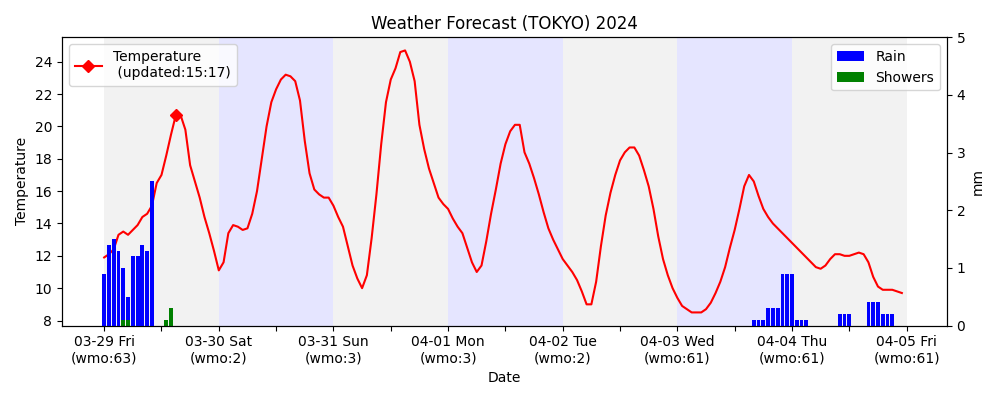 Weather Forecast (TOKYO) 2024
Temperature
(updated:15:17)
Rain
Showers
Temperature
24
22
20
18
16
14
12
10
8
5
4
3
2
1
0
mm
03-29 Fri
(wmo:63)
03-30 Sat
(wmo:2)
03-31 Sun
(wmo:3)
04-01 Mon
(wmo:3)
04-02 Tue
(wmo:2)
04-03 Wed
(wmo:61)
04-04 Thu
(wmo:61)
04-05 Fri
(wmo:61)
Date